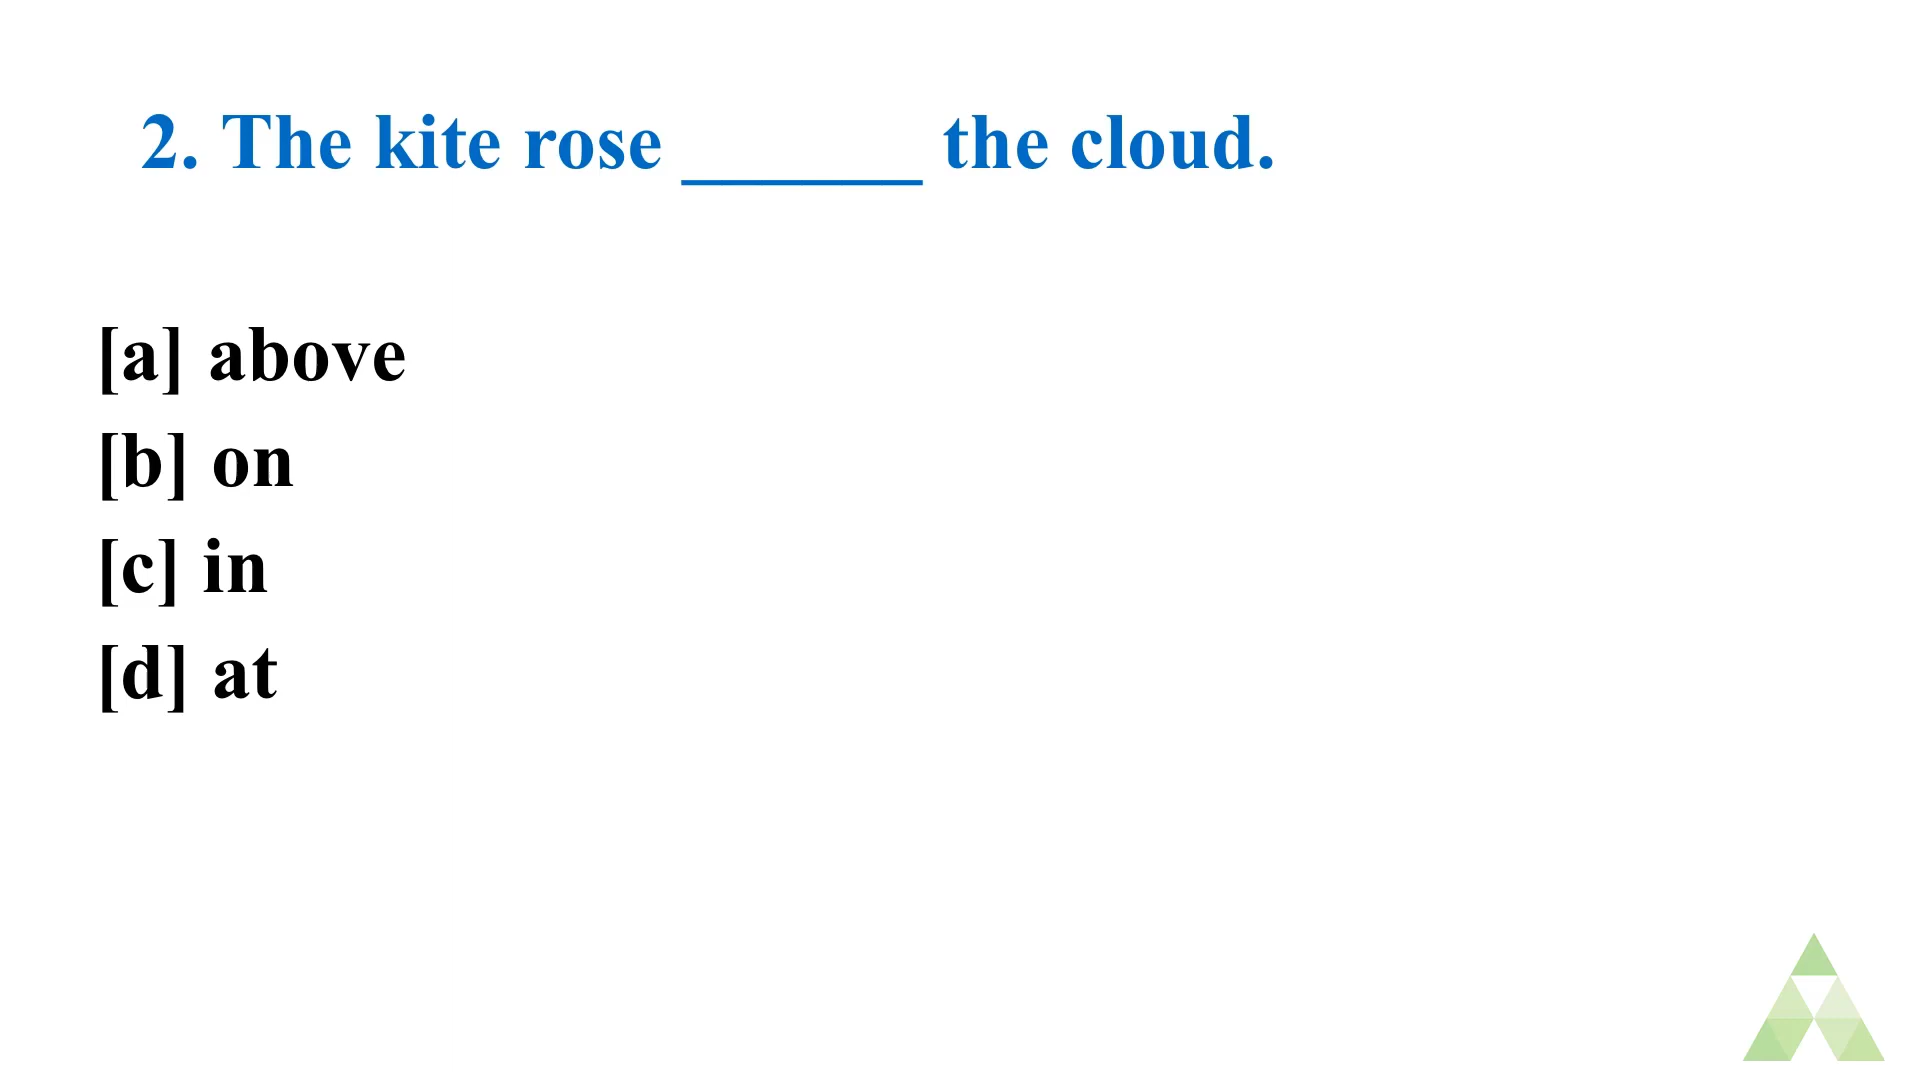 2. The kite rose ______ the cloud.
[a] above
[b] on
[c] in
[d] at